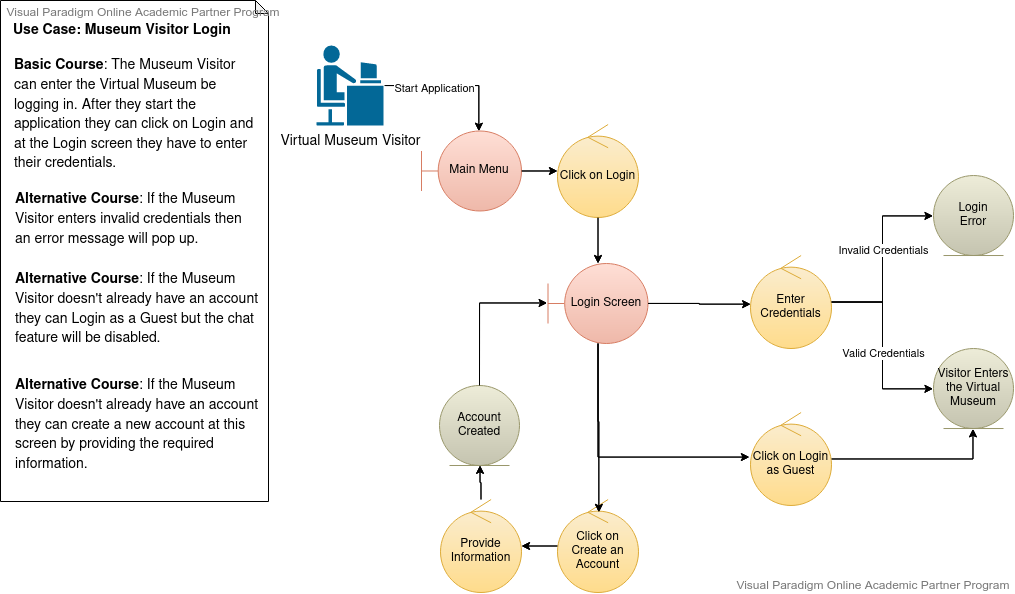 Visual Paradigm Online Academic Partner Program
Use Case: Museum Visitor Login
Basic Course: The Museum Visitor
can enter the Virtual Museum be
logging in. After they start the
application they can click on Login and
at the Login screen they have to enter
their credentials.
Alternative Course: If the Museum
Visitor enters invalid credentials then
an error message will pop up.
Alternative Course: If the Museum
Visitor doesn't already have an account
they can Login as a Guest but the chat
feature will be disabled.
Alternative Course: If the Museum
Visitor doesn't already have an account
they can create a new account at this
screen by providing the required
information.
Start Application
Virtual Museum Visitor
Main Menu
Click on Login
Login
Error
Invalid Credentials
Login Screen
Enter
Credentials
Valid Credentials
Visitor Enters
the Virtual
Museum
Account
Created
Click on Login
as Guest
Provide
Information
Click on
Create an
Account
Visual Paradigm Online Academic Partner Program